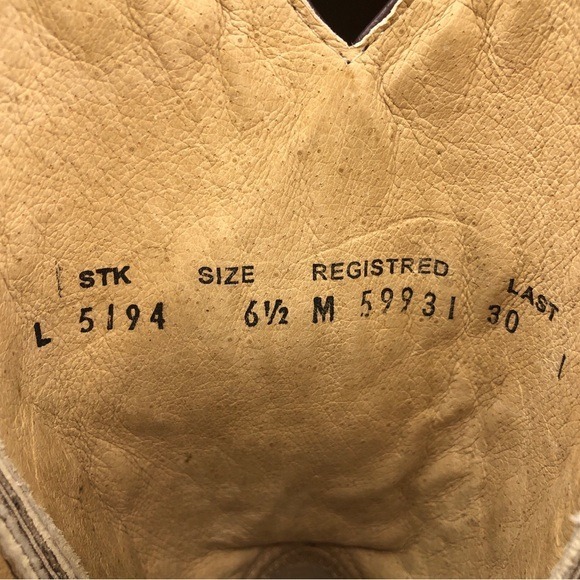 STK SIZE REGISTRED LAST
L 5194 6½ M 59931 30